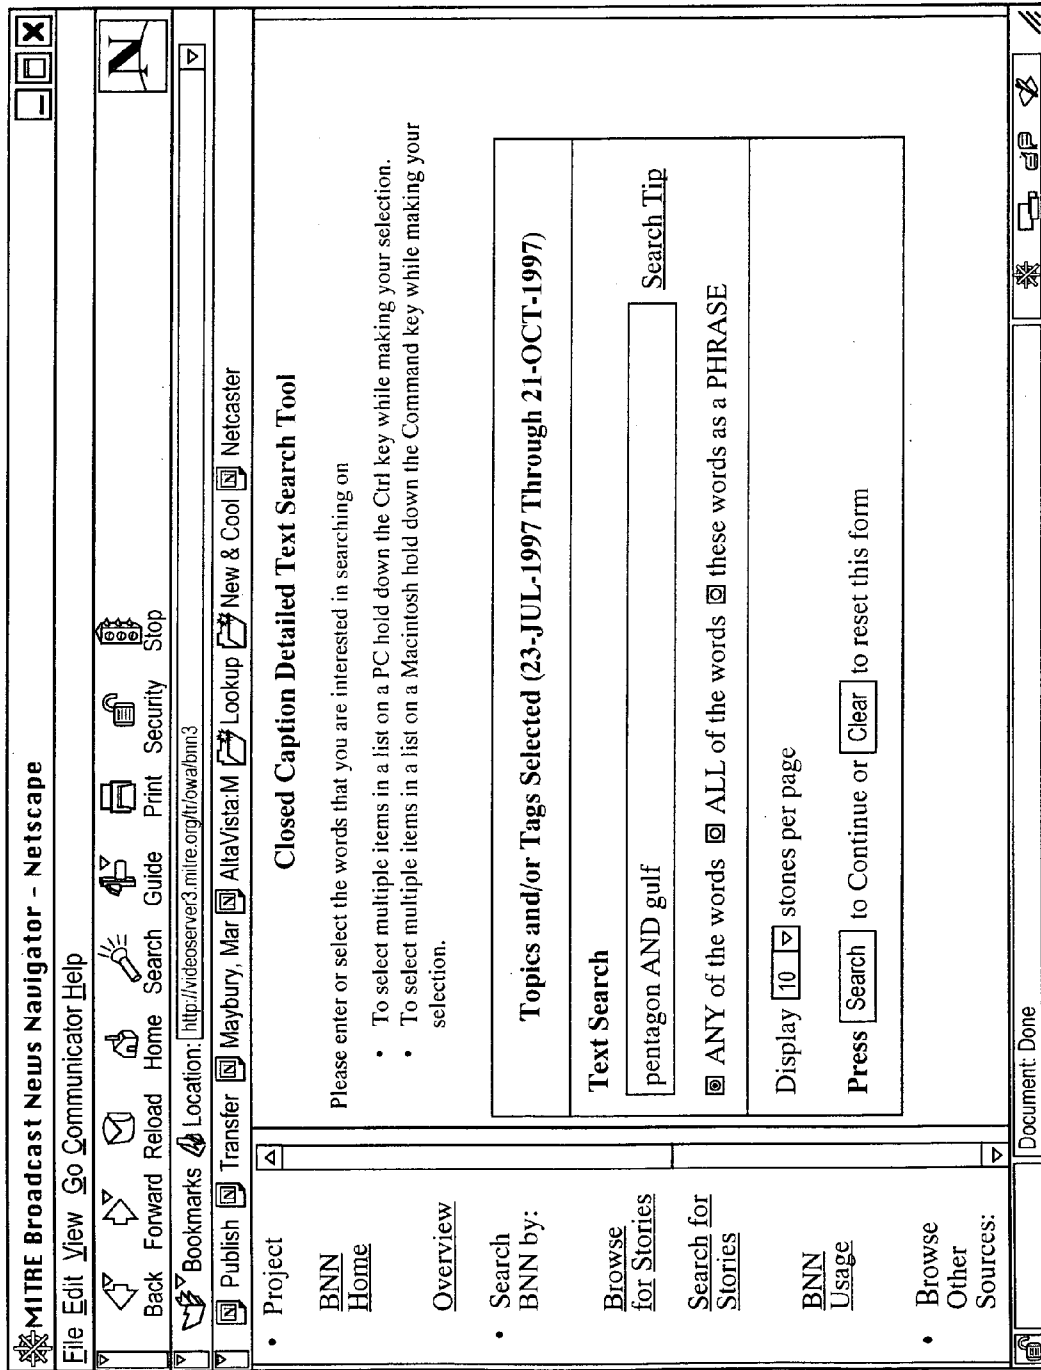 MITRE Broadcast News Navigator - Netscape
File Edit View Go Communicator Help
Back Forward Reload Home Search Guide Print Security Stop
N
Bookmarks Location: http://videoserver3.mitre.org/tr/owa/bnn3
Publish Transfer Maybury, Mar AltaVista:M Lookup New & Cool Netcaster
• Project
BNN
Home
Overview
• Search
BNN by:
Browse
for Stories
Search for
Stories
BNN
Usage
• Browse
Other
Sources:
Closed Caption Detailed Text Search Tool
Please enter or select the words that you are interested in searching on
• To select multiple items in a list on a PC hold down the Ctrl key while making your selection.
• To select multiple items in a list on a Macintosh hold down the Command key while making your
selection.
Topics and/or Tags Selected (23-JUL-1997 Through 21-OCT-1997)
Text Search
pentagon AND gulf Search Tip
ANY of the words ALL of the words these words as a PHRASE
Display 10 stones per page
Press Search to Continue or Clear to reset this form
Document: Done